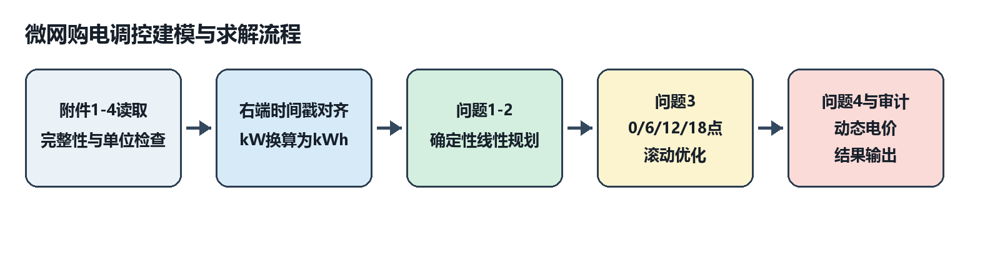 微网购电调控建模与求解流程
附件1-4读取
完整性与单位检查
右端时间戳对齐
kW换算为kWh
问题1-2
确定性线性规划
问题3
0/6/12/18点
滚动优化
问题4与审计
动态电价
结果输出